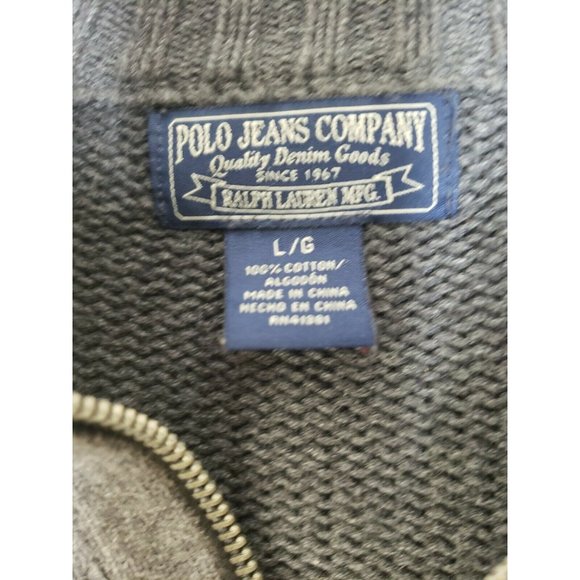 POLO JEANS COMPANY
Quality Denim Goods
SINCE 1967
RALPH LAUREN MFG.
L/G
100% COTTON/
ALGODÓN
MADE IN CHINA
HECHO EN CHINA
RN41381